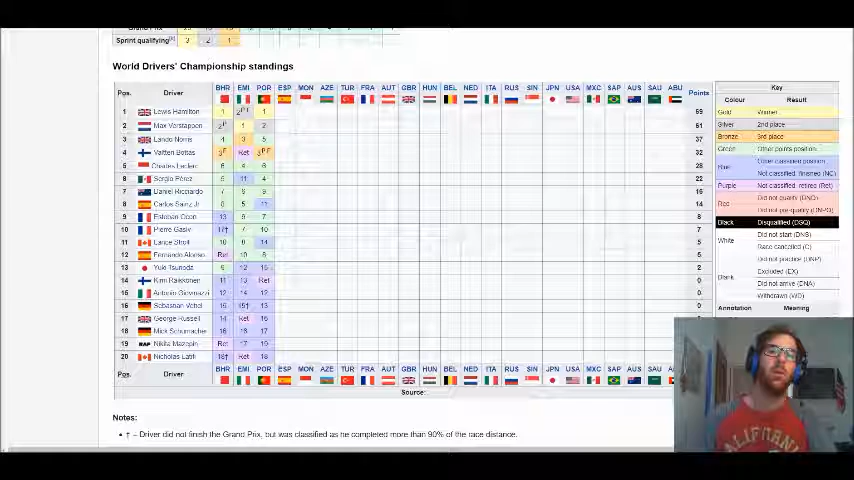 Sprint qualifying 3 2 1
World Drivers' Championship standings
Pos. Driver BHR EMI POR ESP MON AZE TUR FRA AUT GBR HUN BEL NED ITA RUS SIN JPN USA MXC SAP AUS SAU ABU Points
1 Lewis Hamilton 1 2 1 69
2 Max Verstappen 2 1 2 61
3 Lando Norris 4 3 5 37
4 Valtteri Bottas 3F Ret 3PF 32
5 Charles Leclerc 6 4 6 28
6 Sergio Pérez 5 11 4 22
7 Daniel Ricciardo 7 6 9 16
8 Carlos Sainz Jr 8 5 11 14
9 Esteban Ocon 13 9 7 8
10 Pierre Gasly 17† 7 10 7
11 Lance Stroll 10 8 14 5
12 Fernando Alonso Ret 10 8 5
13 Yuki Tsunoda 9 12 15 2
14 Kimi Räikkönen 11 13 Ret 0
15 Antonio Giovinazzi 12 14 12 0
16 Sebastian Vettel 15 15† 13 0
17 George Russell 14 Ret 16 0
18 Mick Schumacher 16 16 17 0
19 RAF Nikita Mazepin Ret 17 19 0
20 Nicholas Latifi 18† Ret 18 0
Pos. Driver BHR EMI POR ESP MON AZE TUR FRA AUT GBR HUN BEL NED ITA RUS SIN JPN USA MXC SAP AUS SAU
Source:
Key
Colour Result
Gold Winner
Silver 2nd place
Bronze 3rd place
Green Other points position
Blue Other classified position
Not classified, finished (NC)
Purple Not classified, retired (Ret)
Red Did not qualify (DNQ)
Did not pre-qualify (DNPQ)
Black Disqualified (DSQ)
White Did not start (DNS)
Race cancelled (C)
Blank Did not practice (DNP)
Excluded (EX)
Did not arrive (DNA)
Withdrawn (WD)
Annotation Meaning
Notes:
• † – Driver did not finish the Grand Prix, but was classified as he completed more than 90% of the race distance.
CALIFORNIA